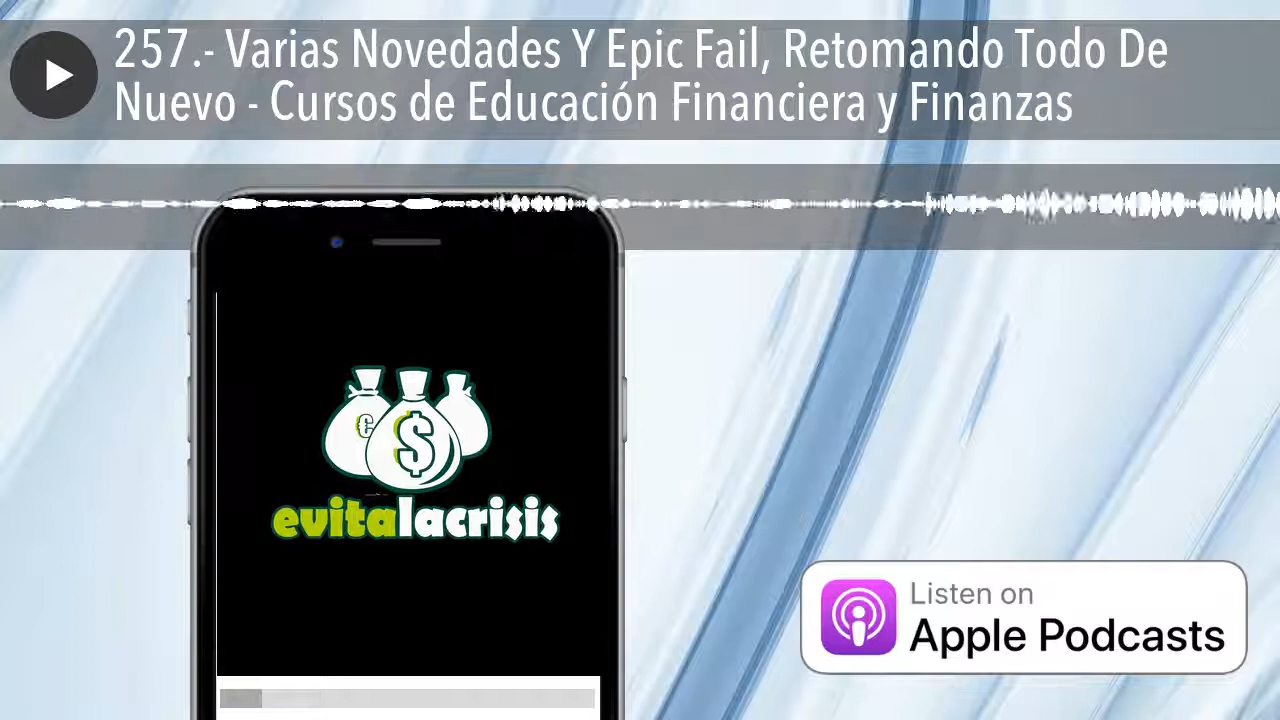 257.- Varias Novedades Y Epic Fail, Retomando Todo De
Nuevo - Cursos de Educación Financiera y Finanzas
€
$
evitalacrisis
Listen on
Apple Podcasts